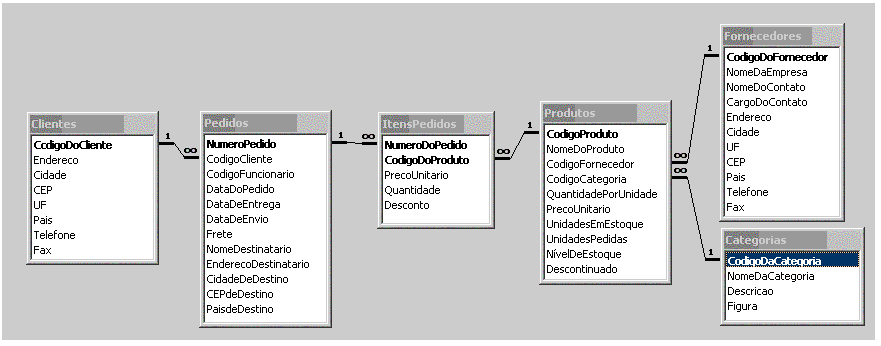 Clientes
CodigoDoCliente
Endereco
Cidade
CEP
UF
Pais
Telefone
Fax
1
∞
Pedidos
NumeroPedido
CodigoCliente
CodigoFuncionario
DataDoPedido
DataDeEntrega
DataDeEnvio
Frete
NomeDestinatario
EnderecoDestinatario
CidadeDeDestino
CEPdeDestino
PaisdeDestino
1
∞
ItensPedidos
NumeroDoPedido
CodigoDoProduto
PrecoUnitario
Quantidade
Desconto
∞
1
Produtos
CodigoProduto
NomeDoProduto
CodigoFornecedor
CodigoCategoria
QuantidadePorUnidade
PrecoUnitario
UnidadesEmEstoque
UnidadesPedidas
NívelDeEstoque
Descontinuado
∞
∞
1
Fornecedores
CodigoDoFornecedor
NomeDaEmpresa
NomeDoContato
CargoDoContato
Endereco
Cidade
UF
CEP
Pais
Telefone
Fax
1
Categorias
CodigoDaCategoria
NomeDaCategoria
Descricao
Figura